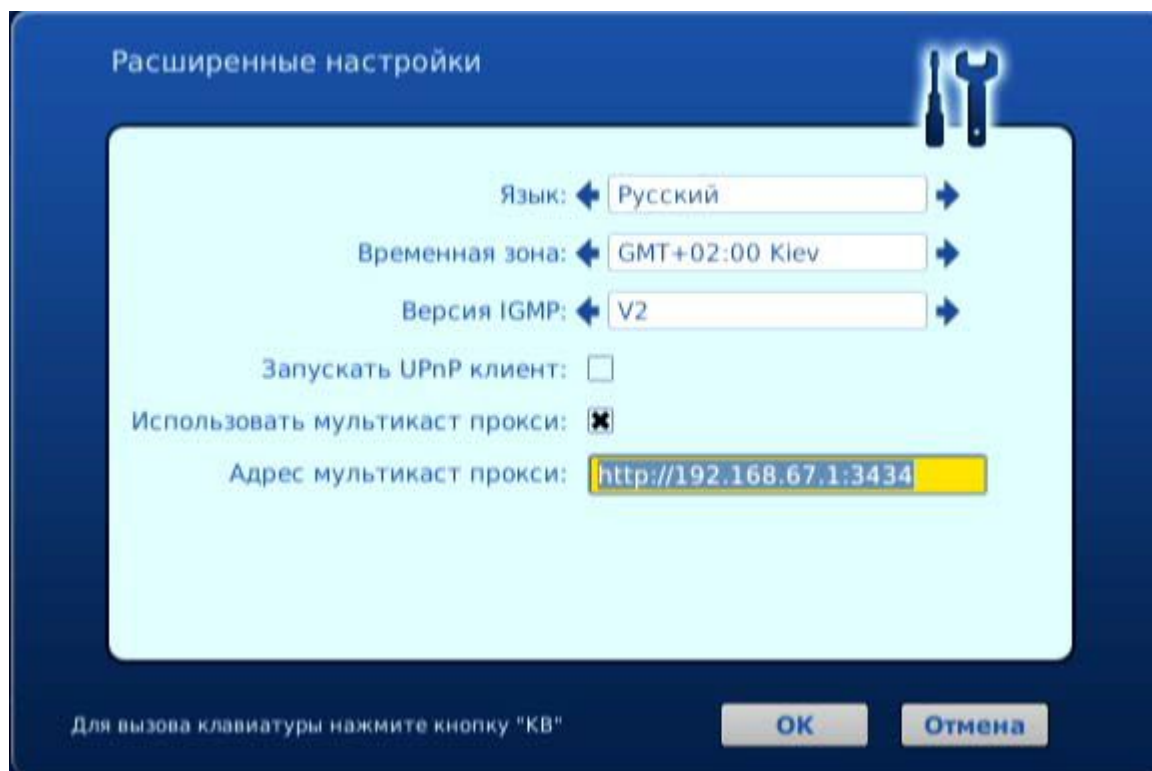 Расширенные настройки
Язык: Русский
Временная зона: GMT+02:00 Kiev
Версия IGMP: V2
Запускать UPnP клиент:
Использовать мультикаст прокси:
Адрес мультикаст прокси: http://192.168.67.1:3434
Для вызова клавиатуры нажмите кнопку "КВ"
OK
Отмена